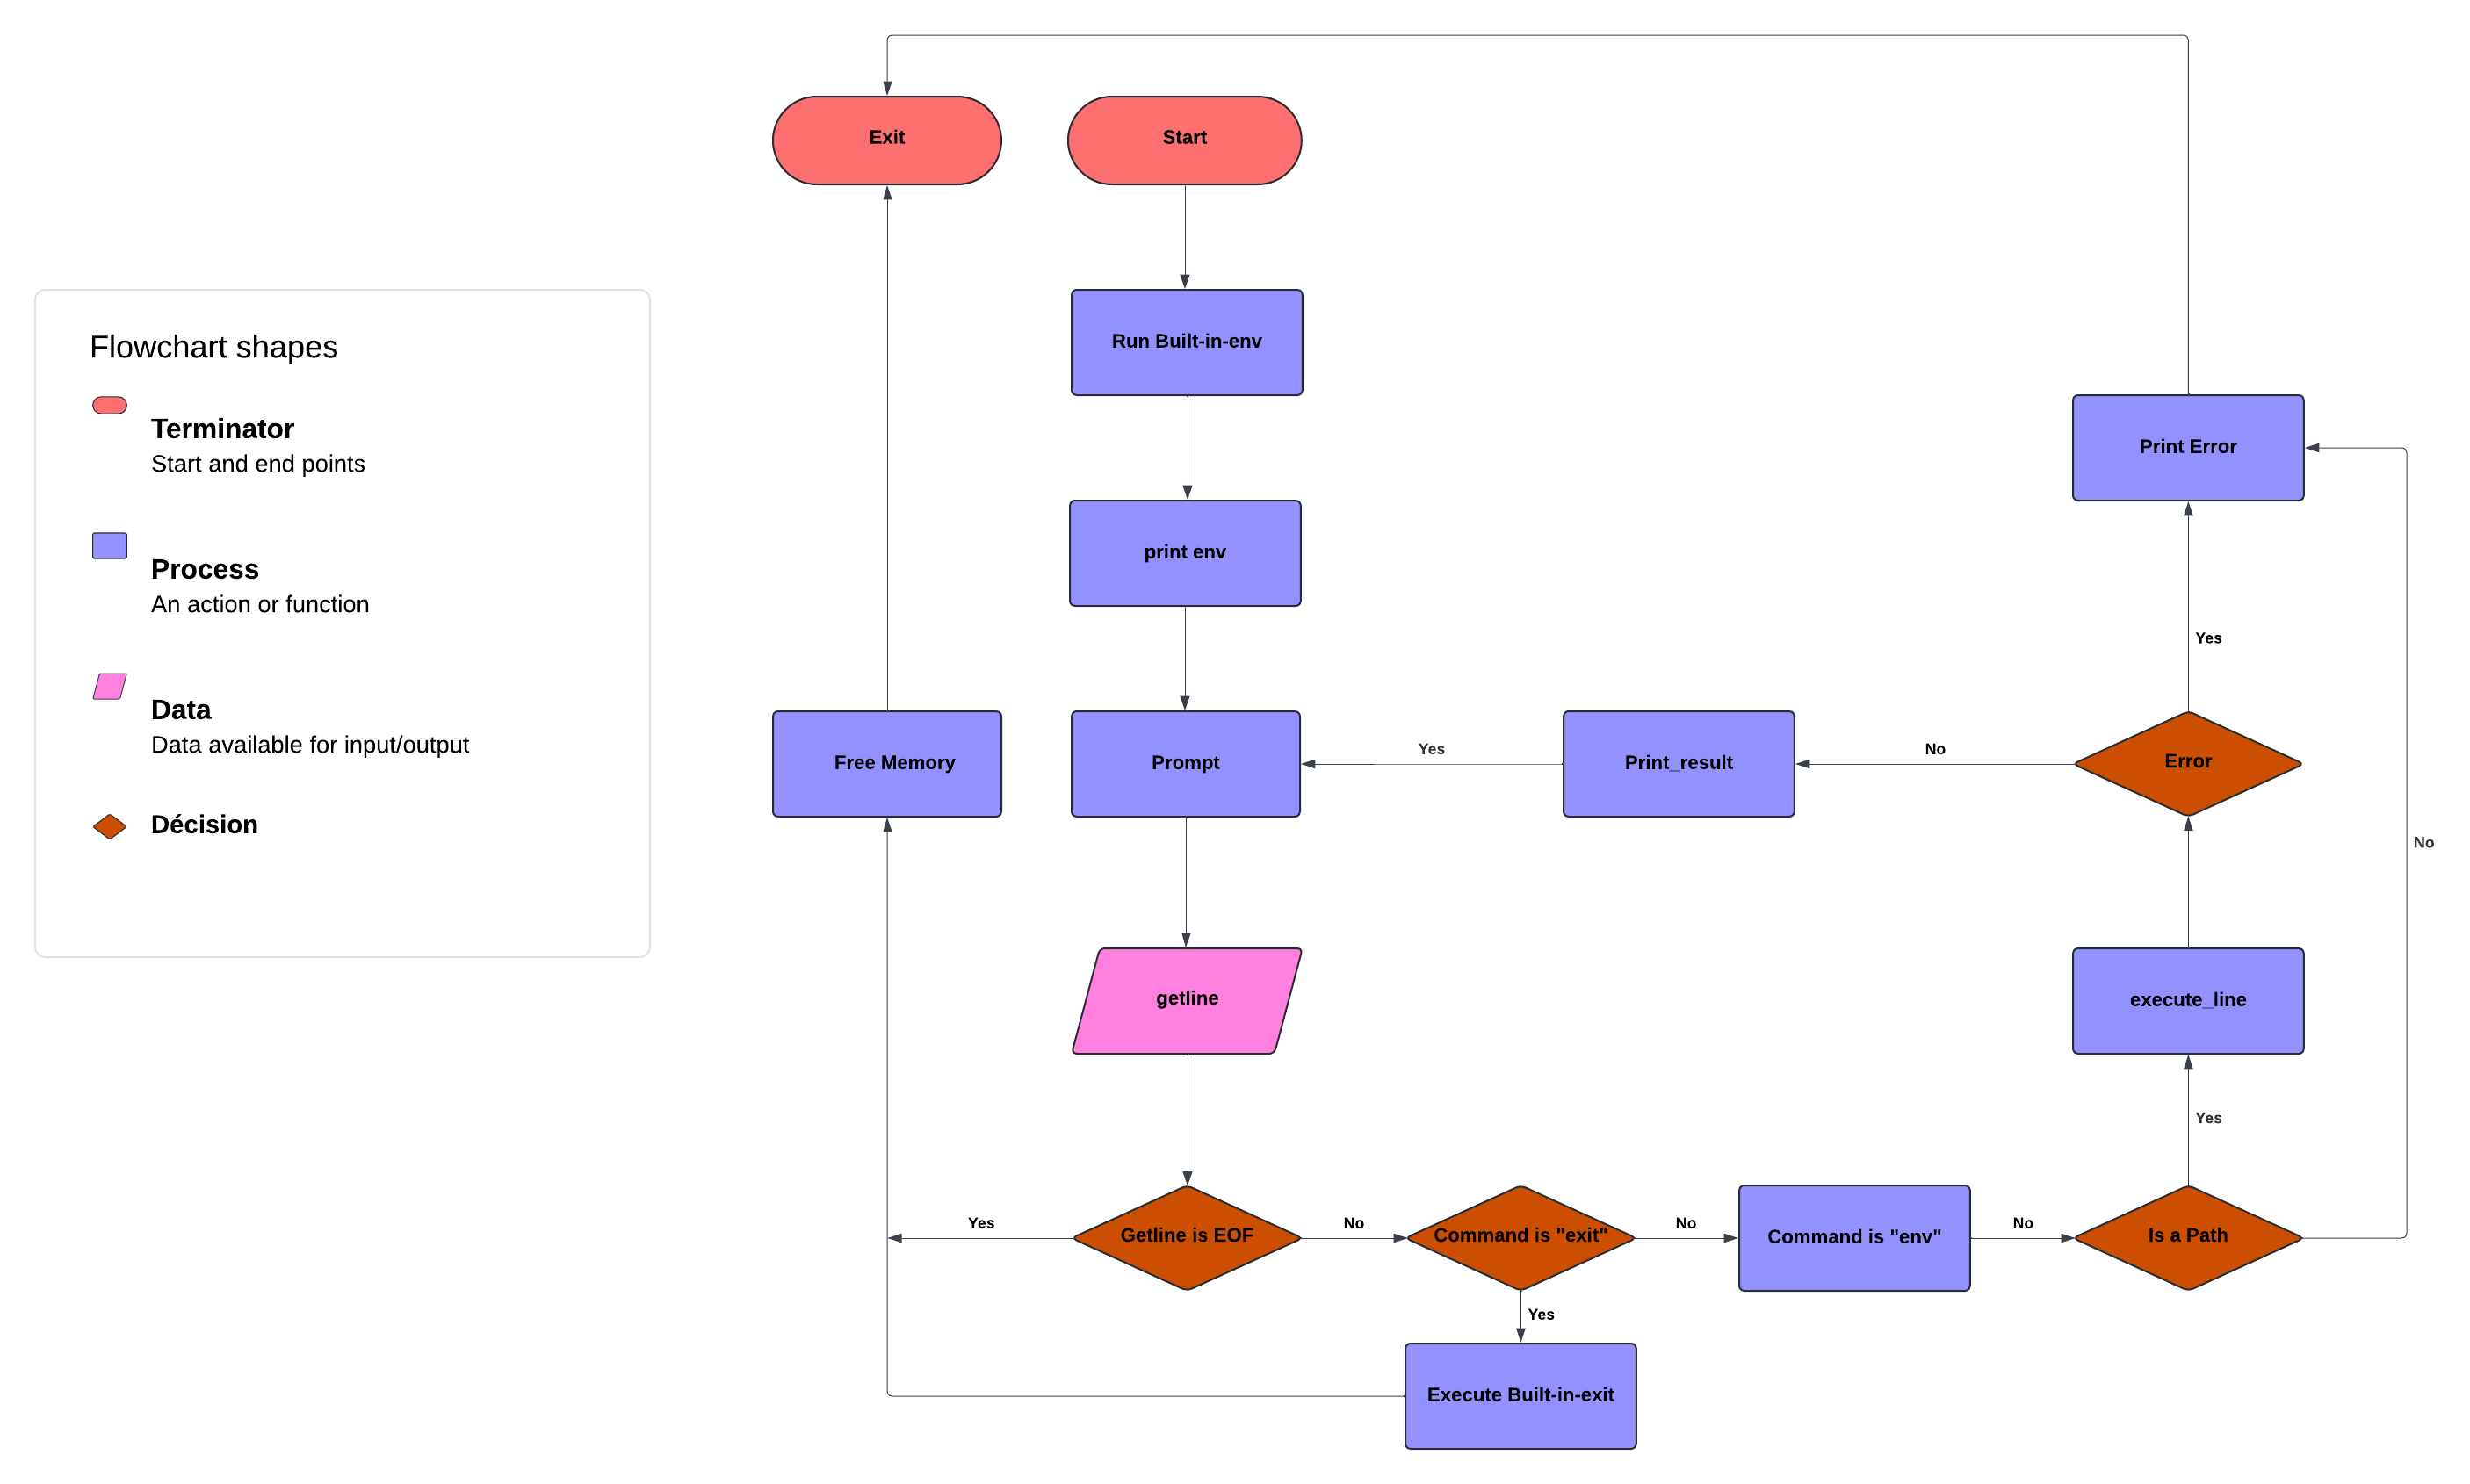 Exit
Start
Flowchart shapes
Terminator
Start and end points
Process
An action or function
Data
Data available for input/output
Décision
Run Built-in-env
print env
Print Error
Yes
Free Memory
Prompt
Yes
Print_result
No
Error
No
getline
execute_line
Yes
Yes
Getline is EOF
No
Command is "exit"
No
Command is "env"
No
Is a Path
Yes
Execute Built-in-exit